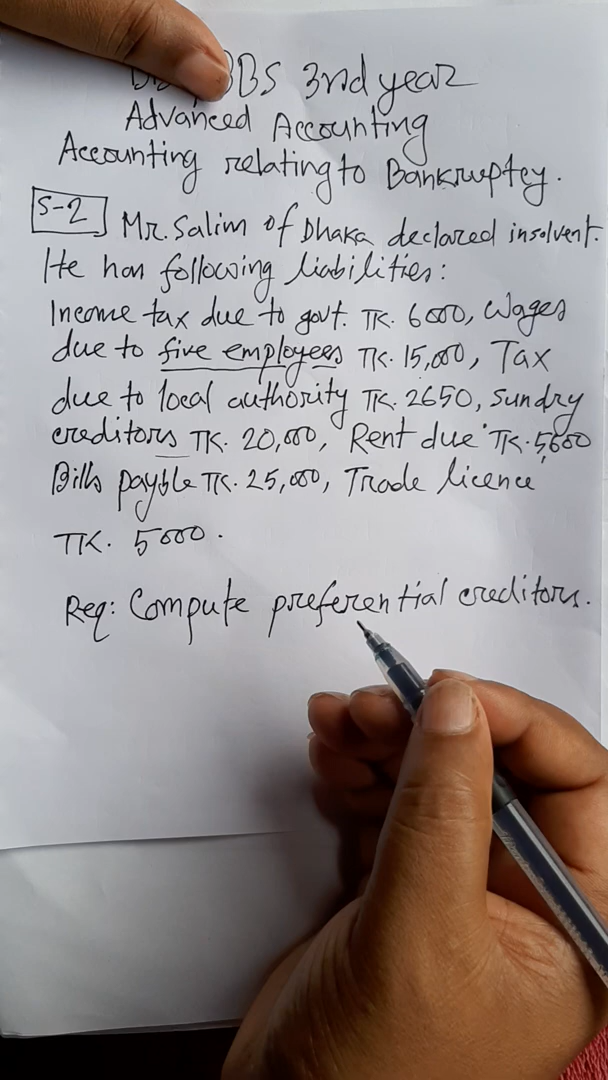 BBS 3rd year
Advanced Accounting
Accounting relating to Bankruptcy.
S-2 Mr. Salim of Dhaka declared insolvent.
He has following liabilities:
Income tax due to govt. TK. 6000, Wages
due to five employees TK. 15,000, Tax
due to local authority TK. 2650, Sundry
creditors TK. 20,000, Rent due TK. 5000
Bills payble TK. 25,000, Trade licence
TK. 5000.
Req: Compute preferential creditors.